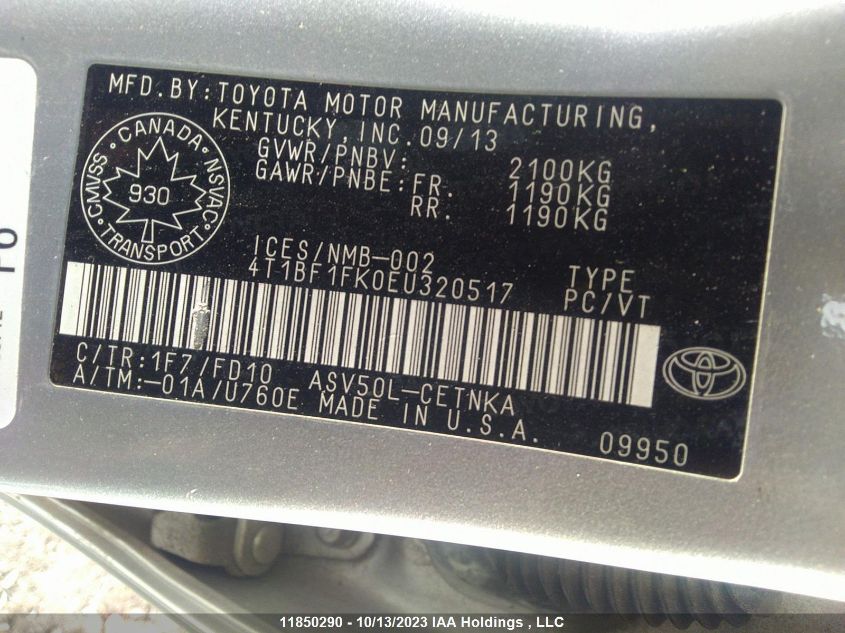 MFD.BY:TOYOTA MOTOR MANUFACTURING,
KENTUCKY, INC. 09/13
GVWR/PNBV: 2100KG
GAWR/PNBE: FR. 1190KG
RR. 1190KG
CANADA
CMVSS NSVAC
930
TRANSPORT
ICES/NMB-002
4T1BF1FK0EU320517
TYPE
PC/VT
C/TR:1F7/FD10 ASV50L-CETNKA
A/TM:-01A/U760E MADE IN U.S.A.
09950
11850290 - 10/13/2023 IAA Holdings , LLC